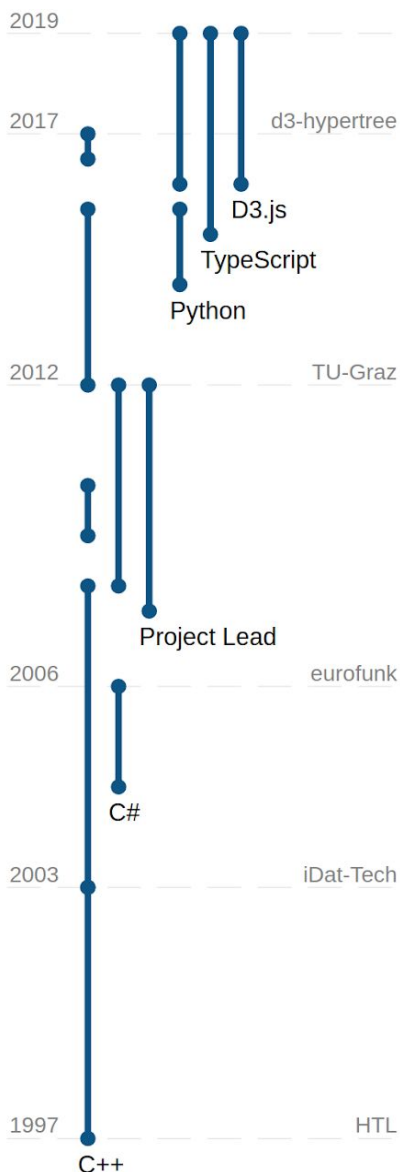 2019
2017 d3-hypertree
D3.js
TypeScript
Python
2012 TU-Graz
Project Lead
2006 eurofunk
C#
2003 iDat-Tech
1997 HTL
C++